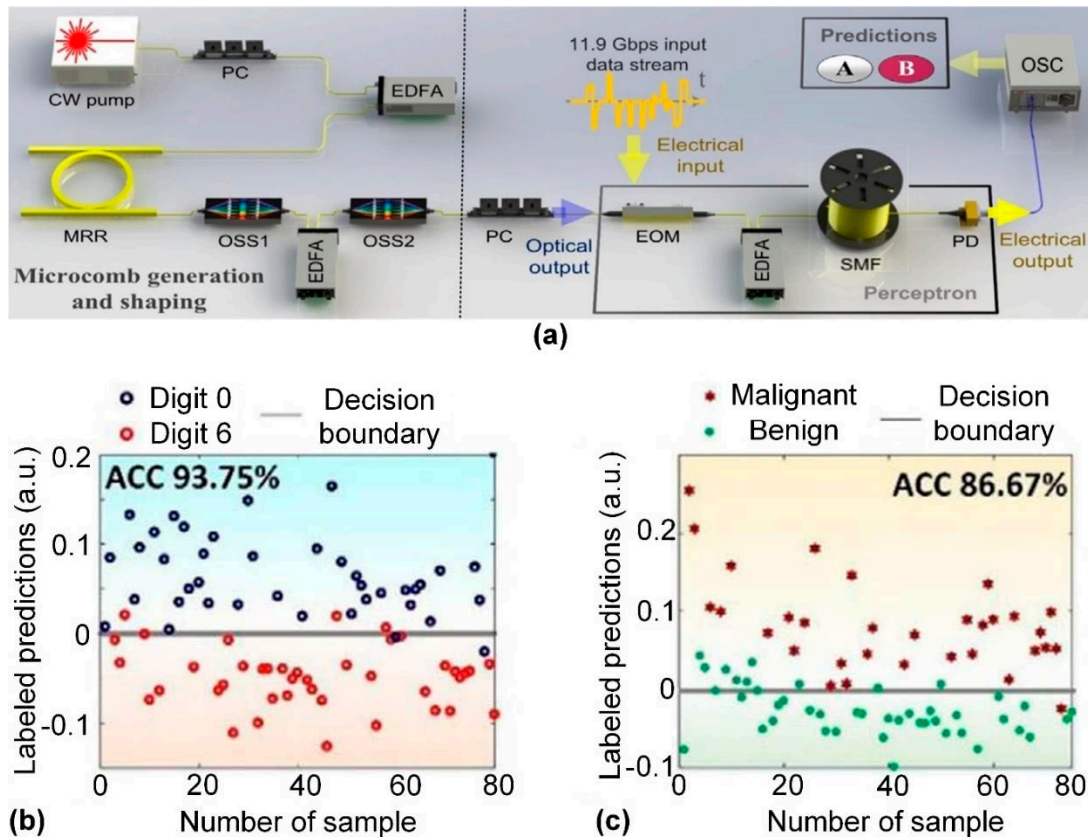 CW pump
PC
EDFA
11.9 Gbps input
data stream
t
Electrical
input
Predictions
A B
OSC
MRR
OSS1
EDFA
OSS2
PC
Optical
output
EOM
EDFA
SMF
PD
Electrical
output
Microcomb generation
and shaping
Perceptron
(a)
Digit 0
Digit 6
Decision
boundary
ACC 93.75%
Labeled predictions (a.u.)
0.2
0.1
0
-0.1
0 20 40 60 80
Number of sample
(b)
Malignant
Benign
Decision
boundary
ACC 86.67%
Labeled predictions (a.u.)
0.2
0.1
0
-0.1
0 20 40 60 80
Number of sample
(c)